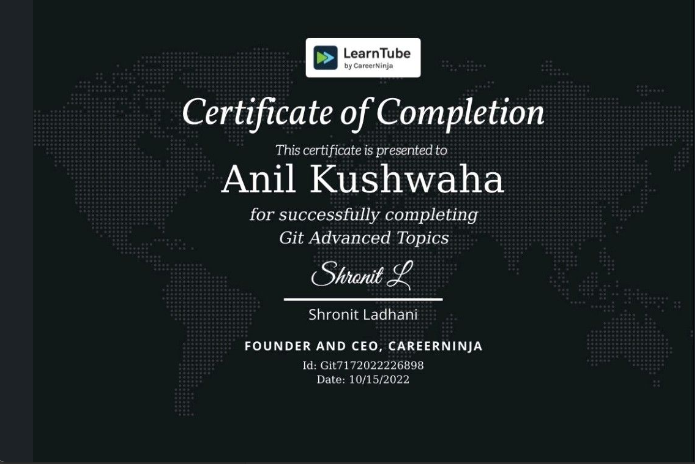 LearnTube
by CareerNinja
Certificate of Completion
This certificate is presented to
Anil Kushwaha
for successfully completing
Git Advanced Topics
Shronit L
Shronit Ladhani
FOUNDER AND CEO, CAREERNINJA
Id: Git7172022226898
Date: 10/15/2022